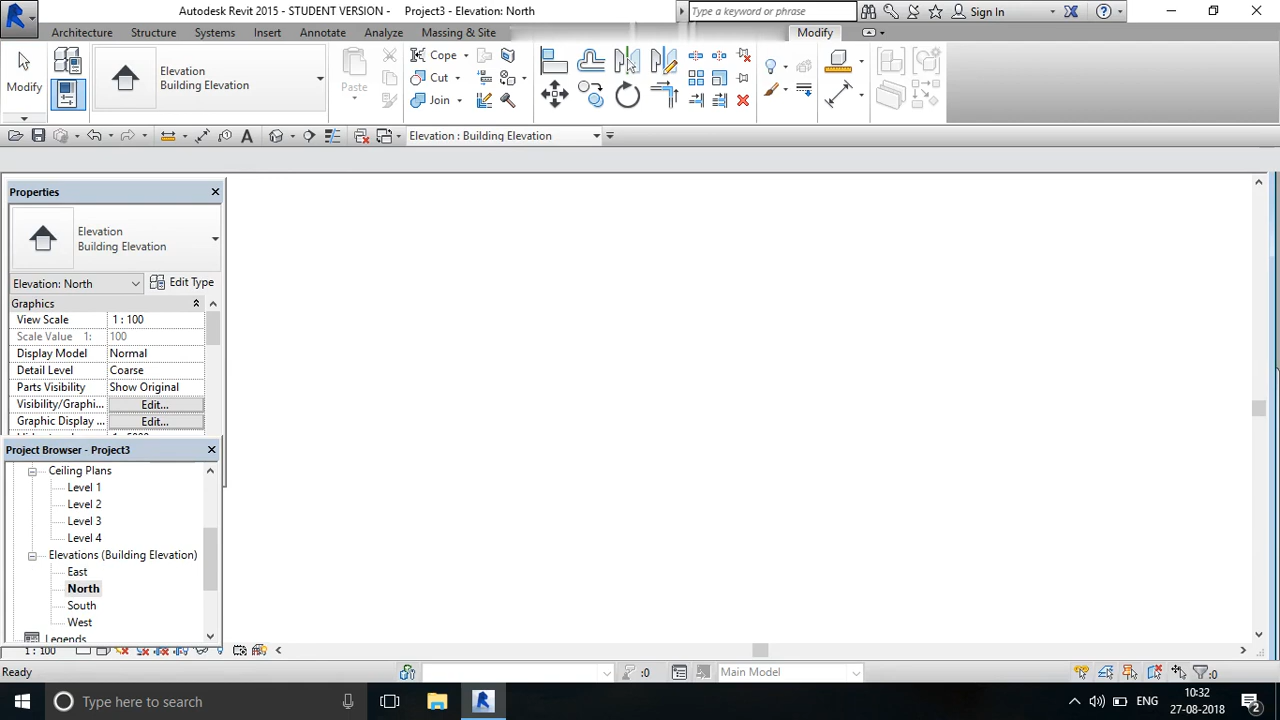 Autodesk Revit 2015 - STUDENT VERSION - Project3 - Elevation: North
Type a keyword or phrase
Sign In
Architecture Structure Systems Insert Annotate Analyze Massing & Site Modify
Modify
Elevation
Building Elevation
Paste
Cope
Cut
Join
Elevation : Building Elevation
Properties
Elevation
Building Elevation
Elevation: North Edit Type
Graphics
View Scale 1 : 100
Scale Value 1: 100
Display Model Normal
Detail Level Coarse
Parts Visibility Show Original
Visibility/Graphi... Edit...
Graphic Display ... Edit...
Project Browser - Project3
Ceiling Plans
Level 1
Level 2
Level 3
Level 4
Elevations (Building Elevation)
East
North
South
West
Legends
1 : 100
Ready :0 Main Model :0
Type here to search
ENG
10:32
27-08-2018
2